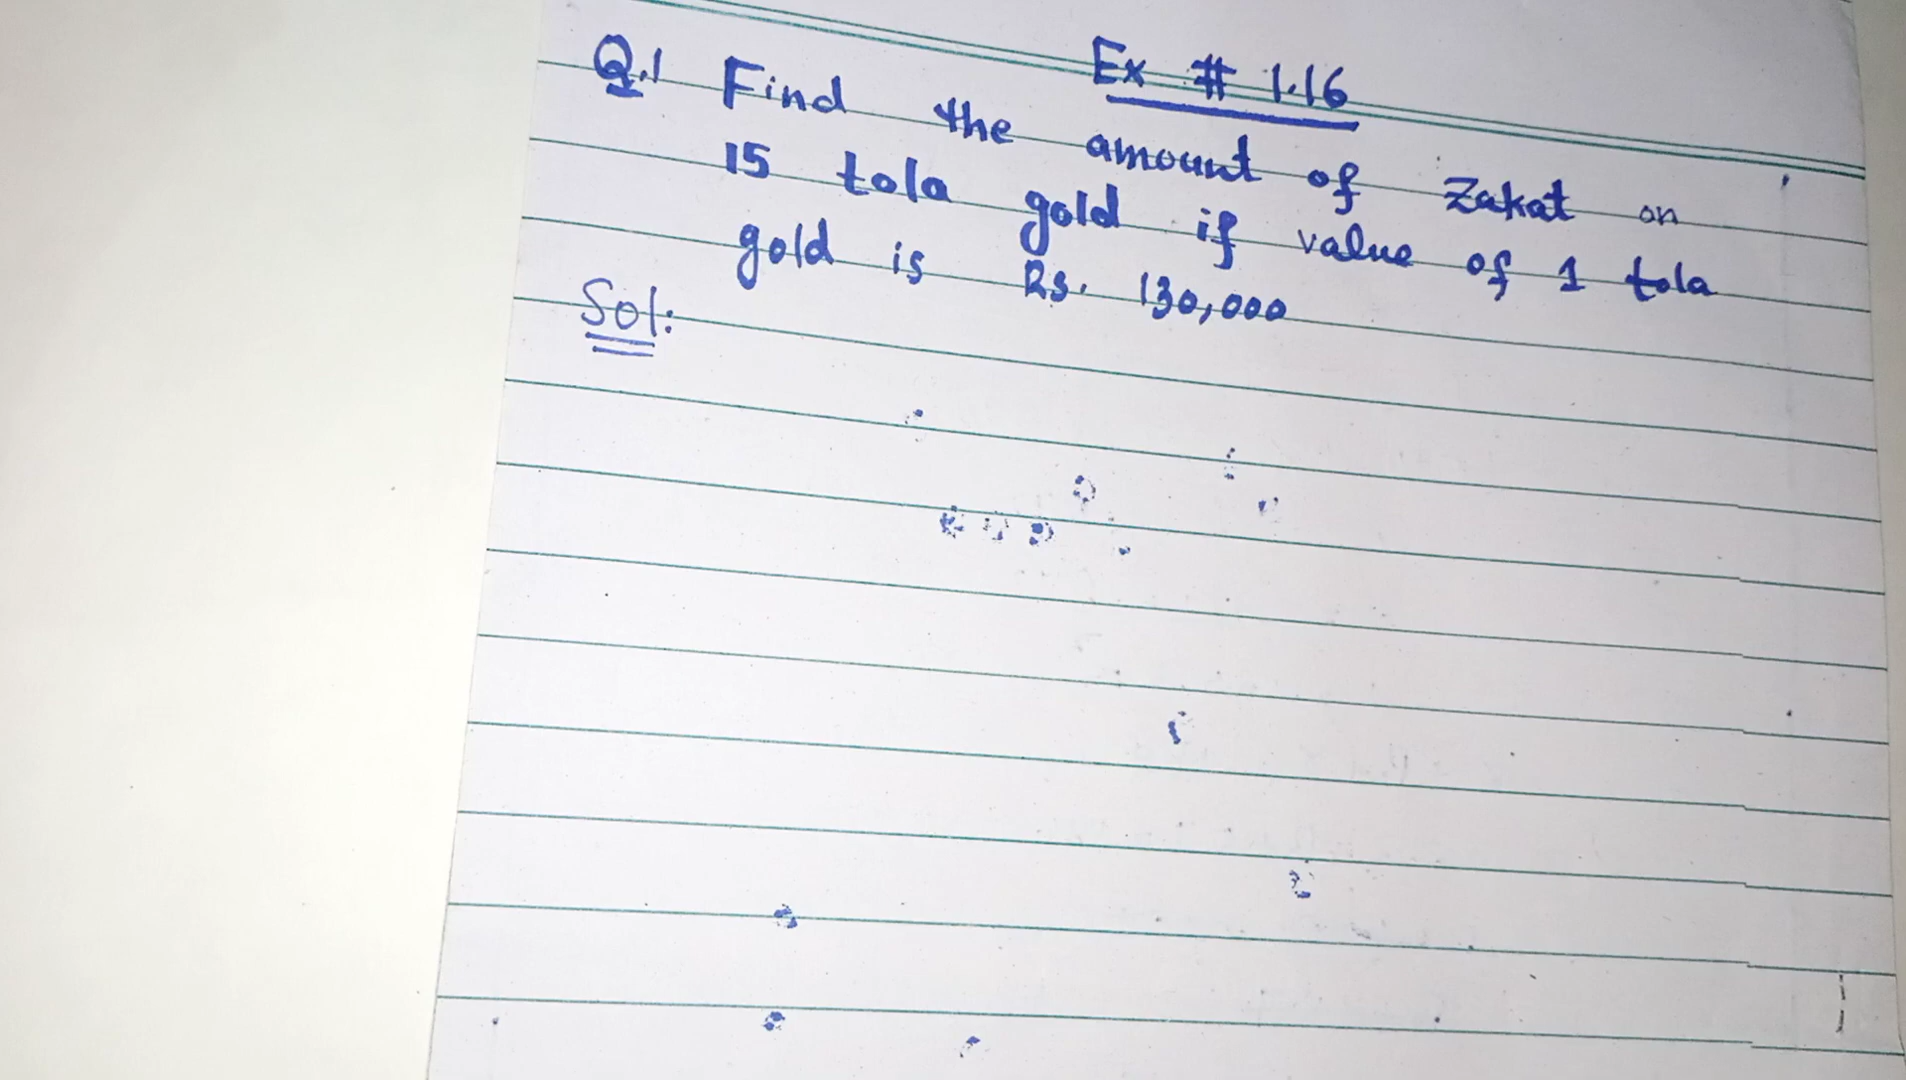 Ex # 1.16
Q.1 Find the amount of Zakat on
15 tola gold if value of 1 tola
gold is Rs. 130,000
Sol: